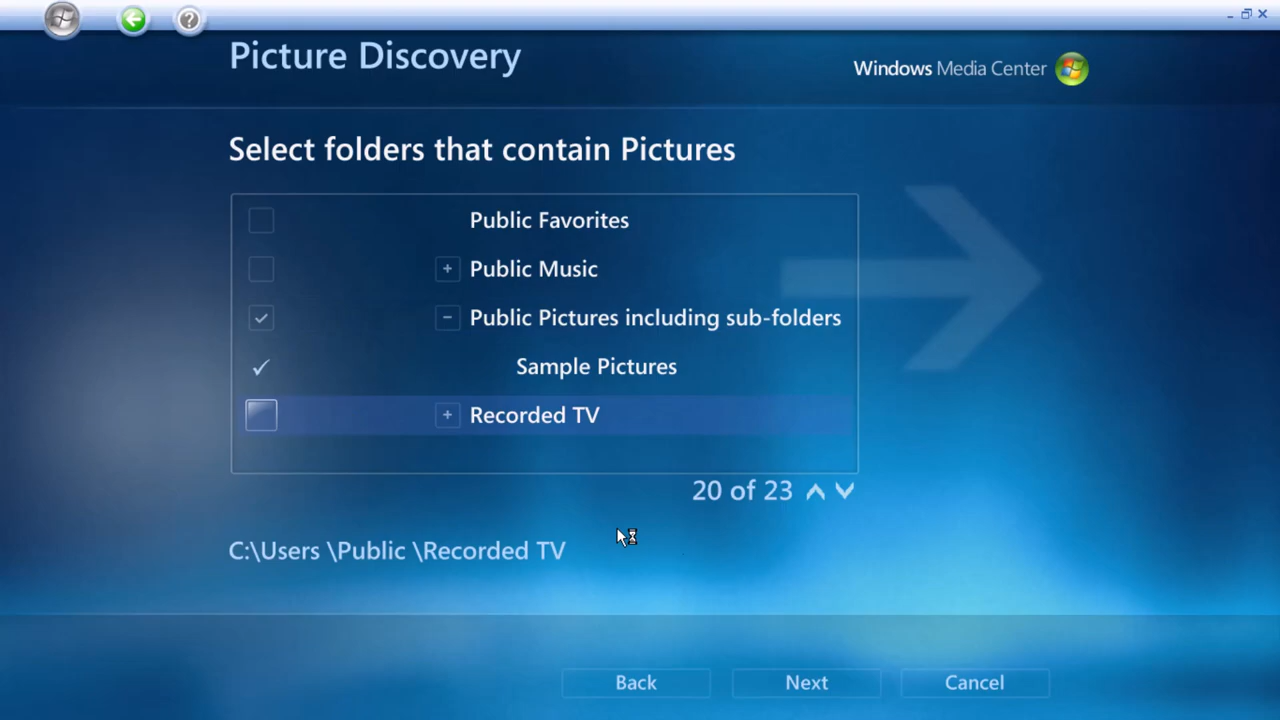 Picture Discovery
Windows Media Center
Select folders that contain Pictures
Public Favorites
Public Music
Public Pictures including sub-folders
Sample Pictures
Recorded TV
20 of 23
C:\Users \Public \Recorded TV
Back
Next
Cancel